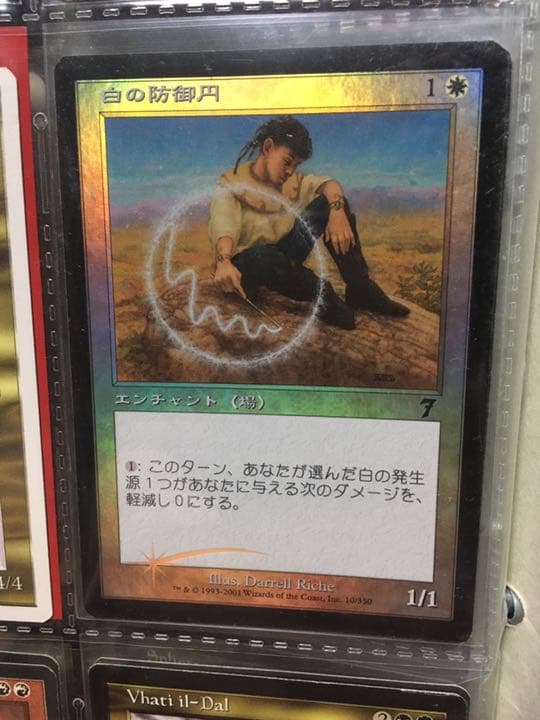 白の防御円
1
エンチャント (場)
7
1: このターン、あなたが選んだ白の発生
源1つがあなたに与える次のダメージを、
軽減し0にする。
Illus. Darrell Riche
™ & © 1993-2001 Wizards of the Coast, Inc. 10/350
1/1
4/4
Vhati il-Dal
2